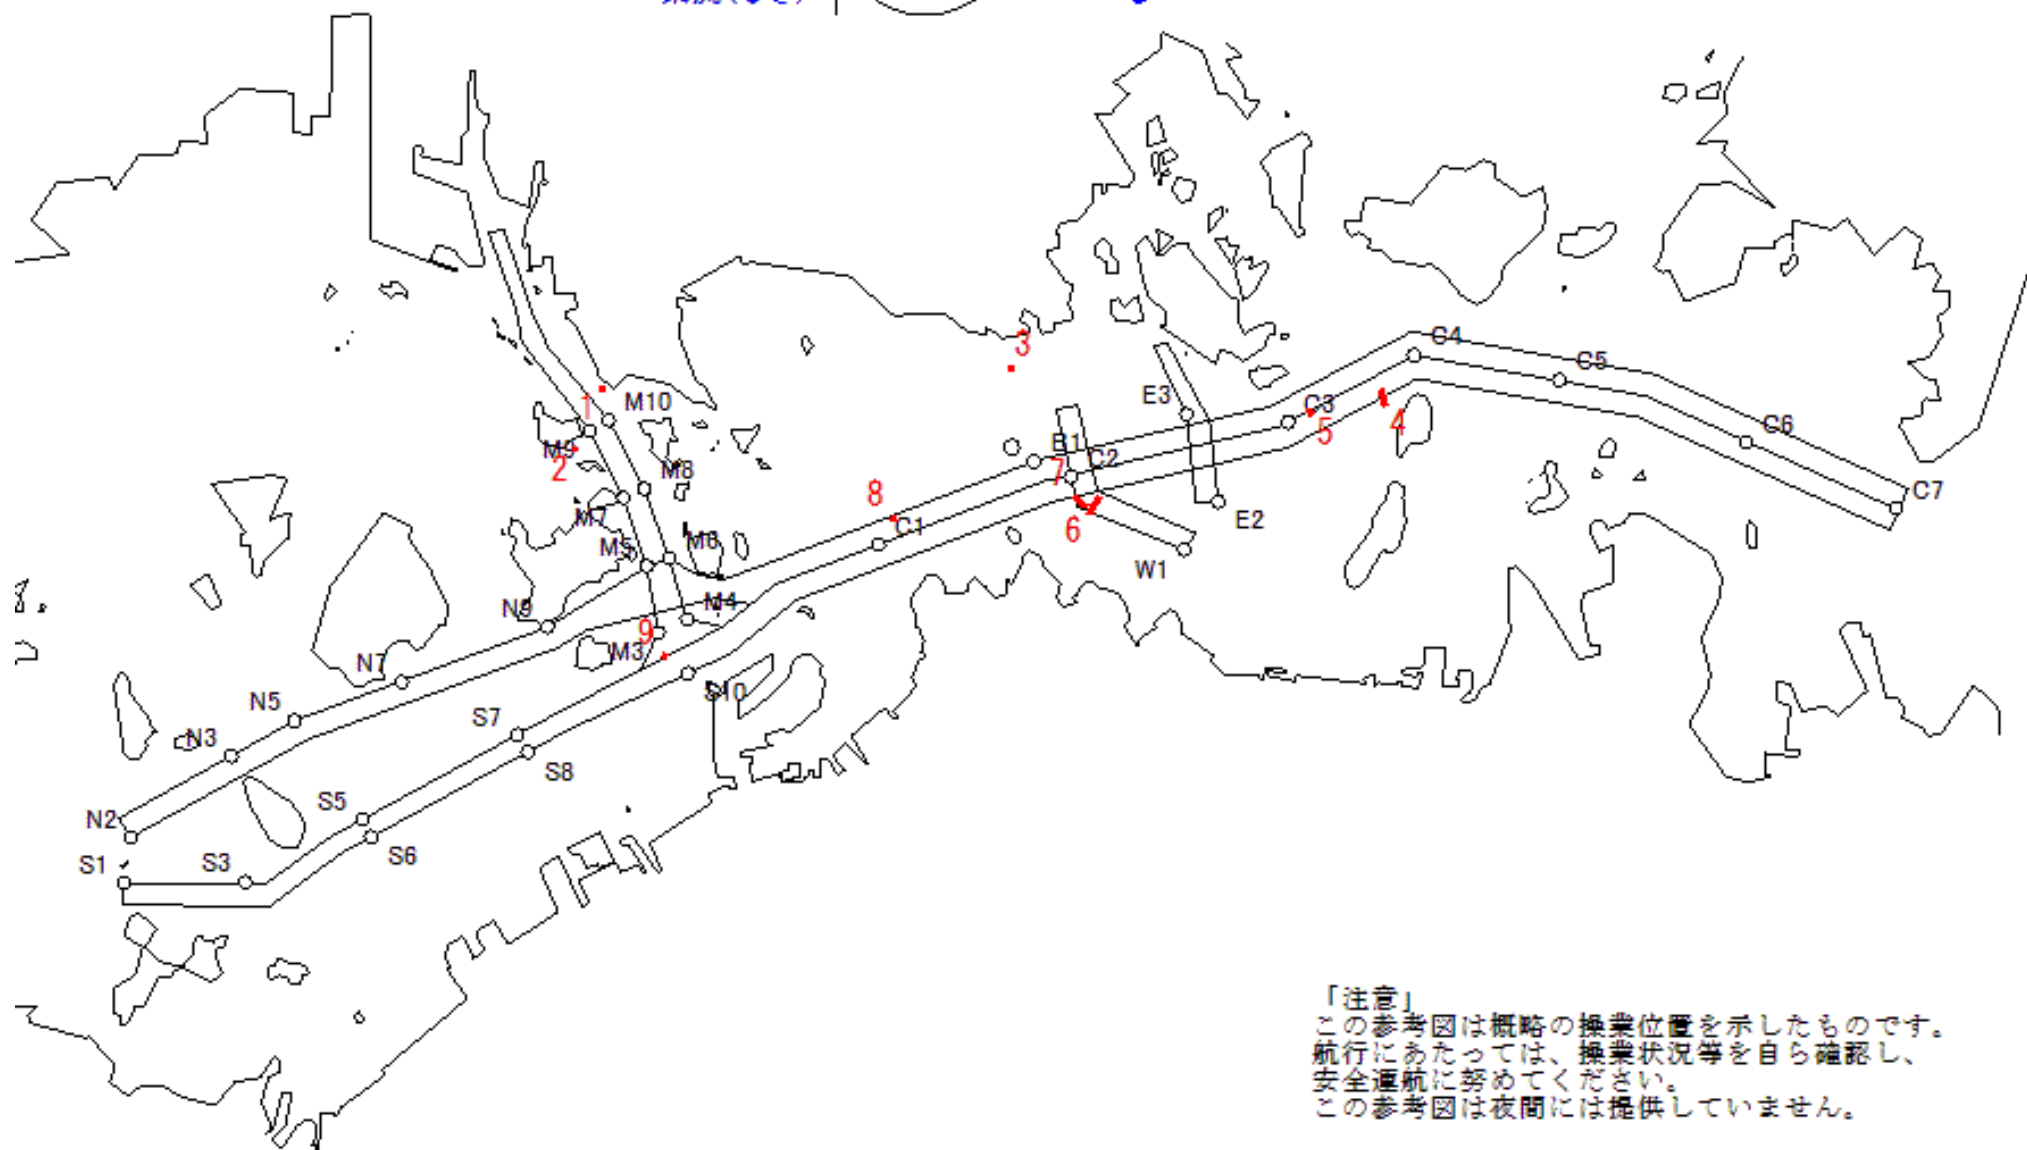 3
C4
C5
1
M10
E3
C3
5
4
C6
M9
2
M8
B1
C2
7
C7
8
M7
C1
6
E2
M5
M6
W1
N9
M4
9
M3
N7
S10
N5
S7
N3
S8
S5
N2
S6
S1
S3
「注意」
この参考図は概略の操業位置を示したものです。
航行にあたっては、操業状況等を自ら確認し、
安全運航に努めてください。
この参考図は夜間には提供していません。